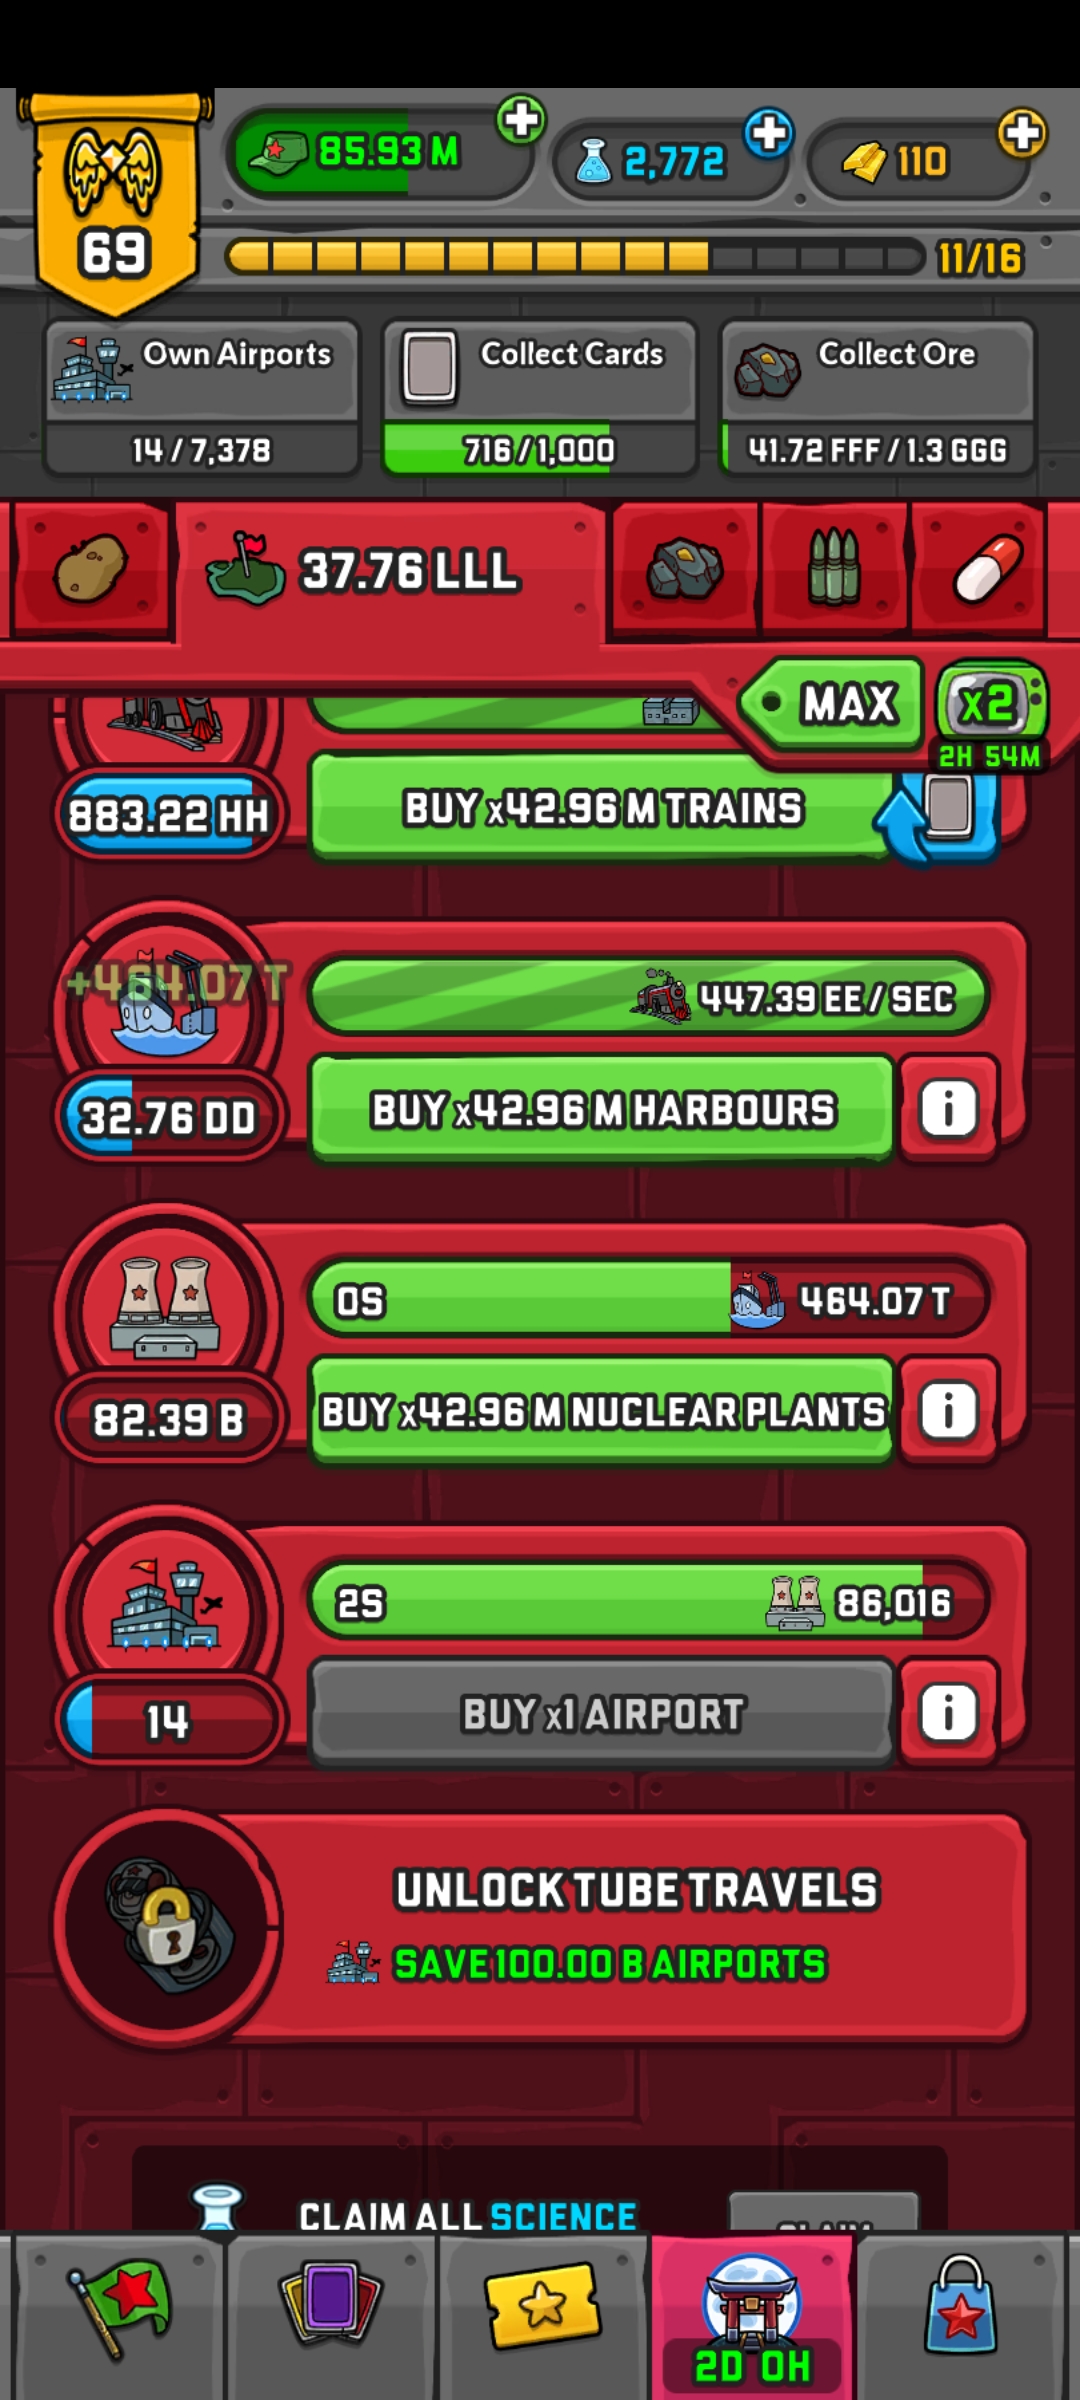 85.93 M
2,772
110
69
11/16
Own Airports
Collect Cards
Collect Ore
14 / 7,378
716 / 1,000
41.72 FFF / 1.3 GGG
37.76 LLL
MAX
x2
2H 54M
883.22 HH
BUY x42.96 M TRAINS
+464.07 T
447.39 EE / SEC
32.76 DD
BUY x42.96 M HARBOURS
i
0S
464.07 T
82.39 B
BUY x42.96 M NUCLEAR PLANTS
i
2S
86,016
14
BUY x1 AIRPORT
i
UNLOCK TUBE TRAVELS
SAVE 100.00 B AIRPORTS
CLAIM ALL SCIENCE
CLAIM
2D 0H